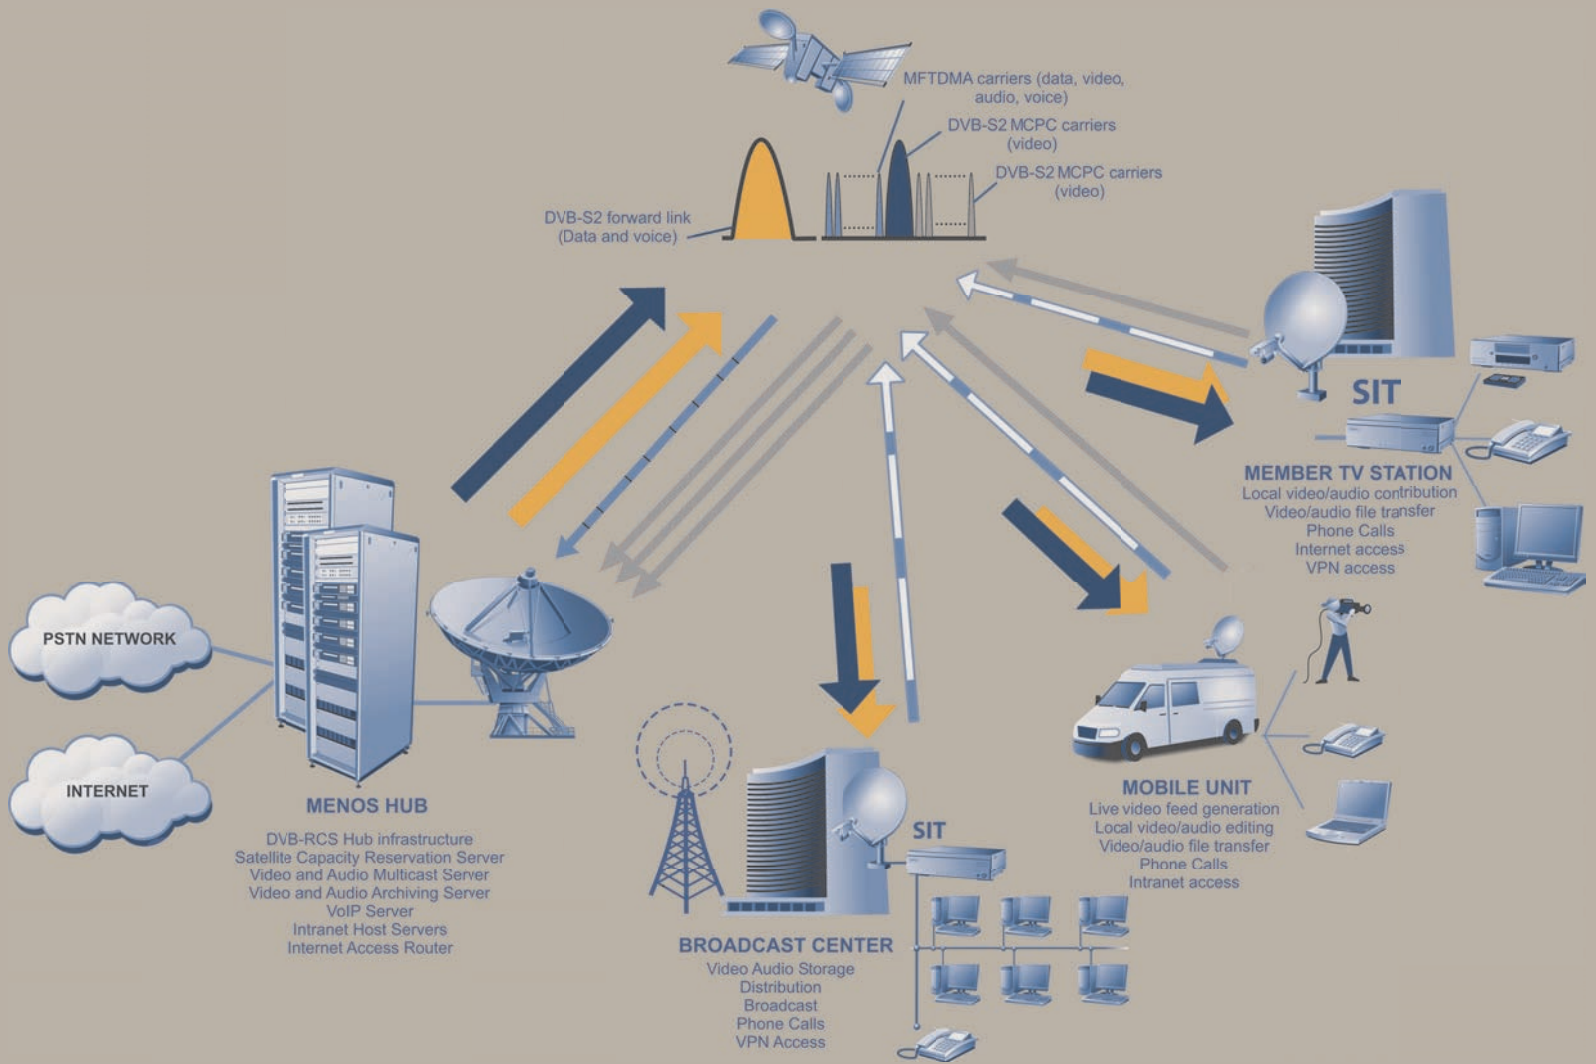 MFTDMA carriers (data, video,
audio, voice)
DVB-S2 MCPC carriers
(video)
DVB-S2 MCPC carriers
(video)
DVB-S2 forward link
(Data and voice)
SIT
MEMBER TV STATION
Local video/audio contribution
Video/audio file transfer
Phone Calls
Internet access
VPN access
PSTN NETWORK
INTERNET
MENOS HUB
DVB-RCS Hub infrastructure
Satellite Capacity Reservation Server
Video and Audio Multicast Server
Video and Audio Archiving Server
VoIP Server
Intranet Host Servers
Internet Access Router
SIT
BROADCAST CENTER
Video Audio Storage
Distribution
Broadcast
Phone Calls
VPN Access
MOBILE UNIT
Live video feed generation
Local video/audio editing
Video/audio file transfer
Phone Calls
Intranet access